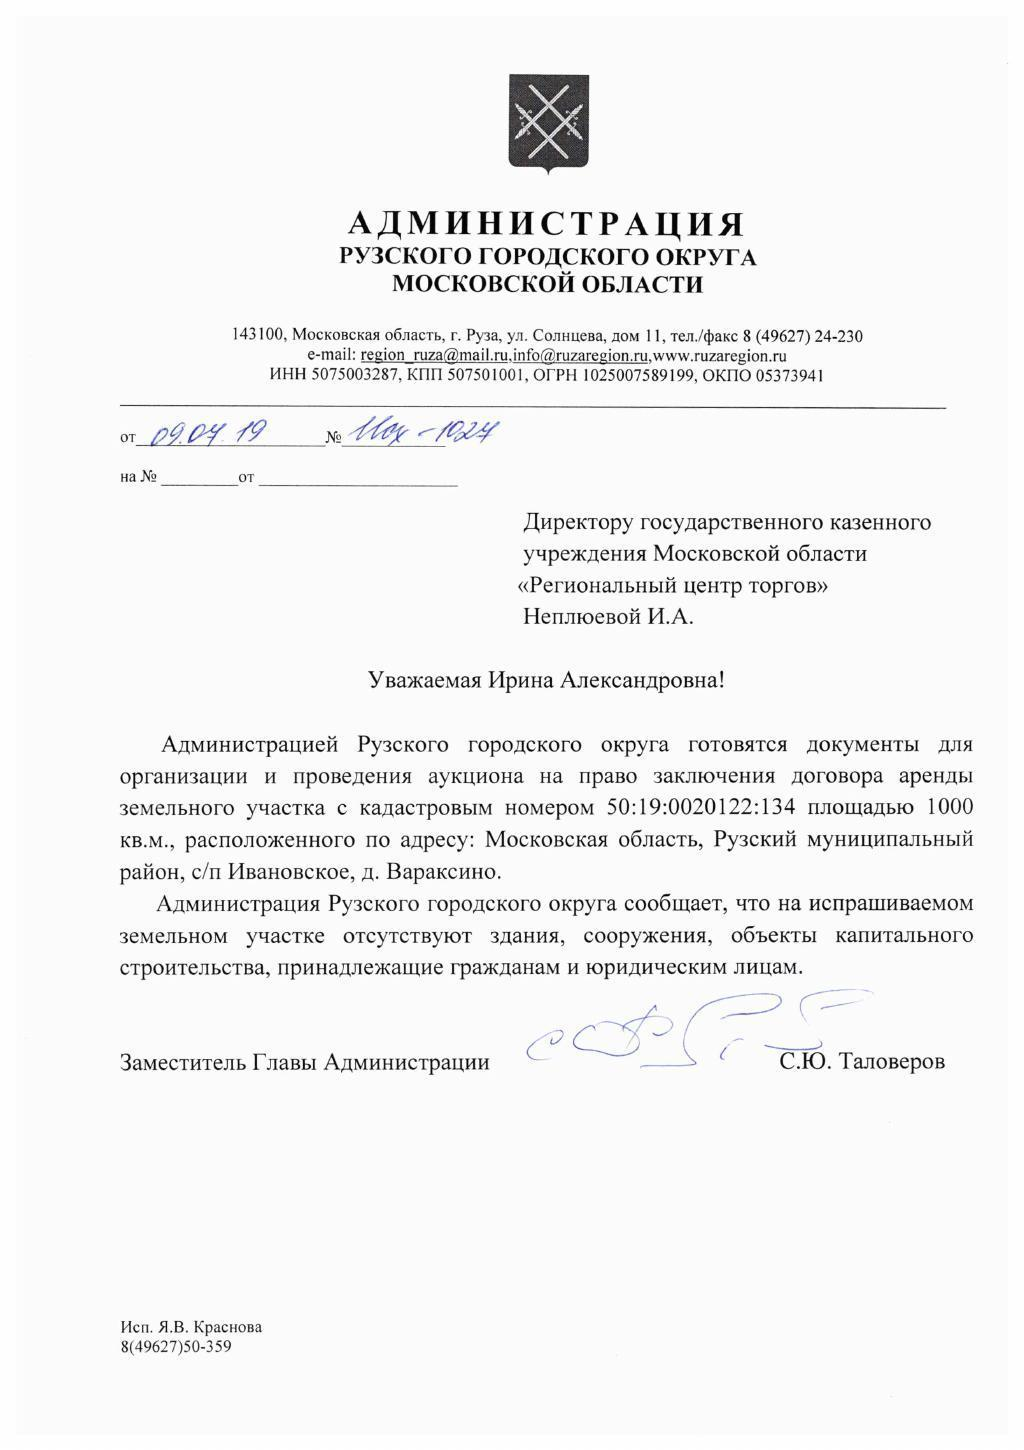 АДМИНИСТРАЦИЯ
РУЗСКОГО ГОРОДСКОГО ОКРУГА
МОСКОВСКОЙ ОБЛАСТИ
143100, Московская область, г. Руза, ул. Солнцева, дом 11, тел./факс 8 (49627) 24-230
e-mail: region_ruza@mail.ru,info@ruzaregion.ru,www.ruzaregion.ru
ИНН 5075003287, КПП 507501001, ОГРН 1025007589199, ОКПО 05373941
от 09.07.19 № Исх-1027
на № __________от ________________________
Директору государственного казенного
учреждения Московской области
«Региональный центр торгов»
Неплюевой И.А.
Уважаемая Ирина Александровна!
Администрацией Рузского городского округа готовятся документы для
организации и проведения аукциона на право заключения договора аренды
земельного участка с кадастровым номером 50:19:0020122:134 площадью 1000
кв.м., расположенного по адресу: Московская область, Рузский муниципальный
район, с/п Ивановское, д. Вараксино.
Администрация Рузского городского округа сообщает, что на испрашиваемом
земельном участке отсутствуют здания, сооружения, объекты капитального
строительства, принадлежащие гражданам и юридическим лицам.
Заместитель Главы Администрации С.Ю. Таловеров
Исп. Я.В. Краснова
8(49627)50-359